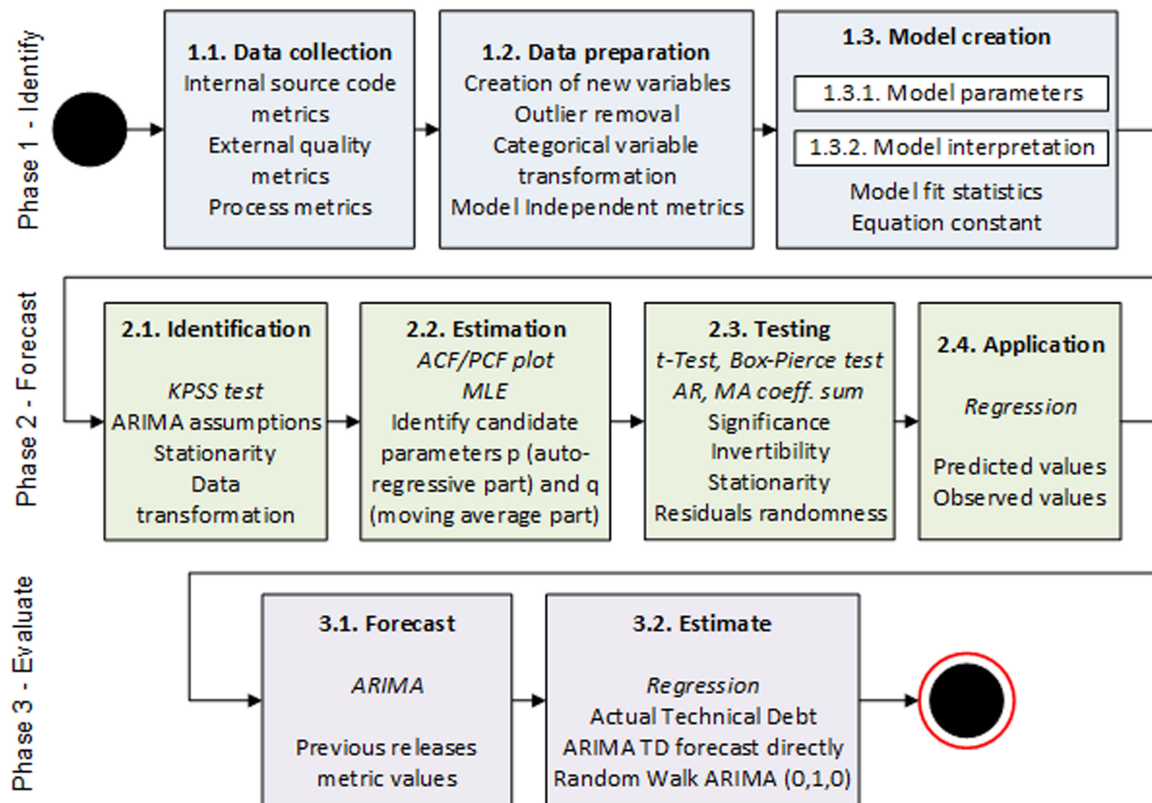 Phase 1 - Identify
1.1. Data collection
Internal source code
metrics
External quality
metrics
Process metrics
1.2. Data preparation
Creation of new variables
Outlier removal
Categorical variable
transformation
Model Independent metrics
1.3. Model creation
1.3.1. Model parameters
1.3.2. Model interpretation
Model fit statistics
Equation constant
Phase 2 - Forecast
2.1. Identification
KPSS test
ARIMA assumptions
Stationarity
Data
transformation
2.2. Estimation
ACF/PCF plot
MLE
Identify candidate
parameters p (auto-
regressive part) and q
(moving average part)
2.3. Testing
t-Test, Box-Pierce test
AR, MA coeff. sum
Significance
Invertibility
Stationarity
Residuals randomness
2.4. Application
Regression
Predicted values
Observed values
Phase 3 - Evaluate
3.1. Forecast
ARIMA
Previous releases
metric values
3.2. Estimate
Regression
Actual Technical Debt
ARIMA TD forecast directly
Random Walk ARIMA (0,1,0)